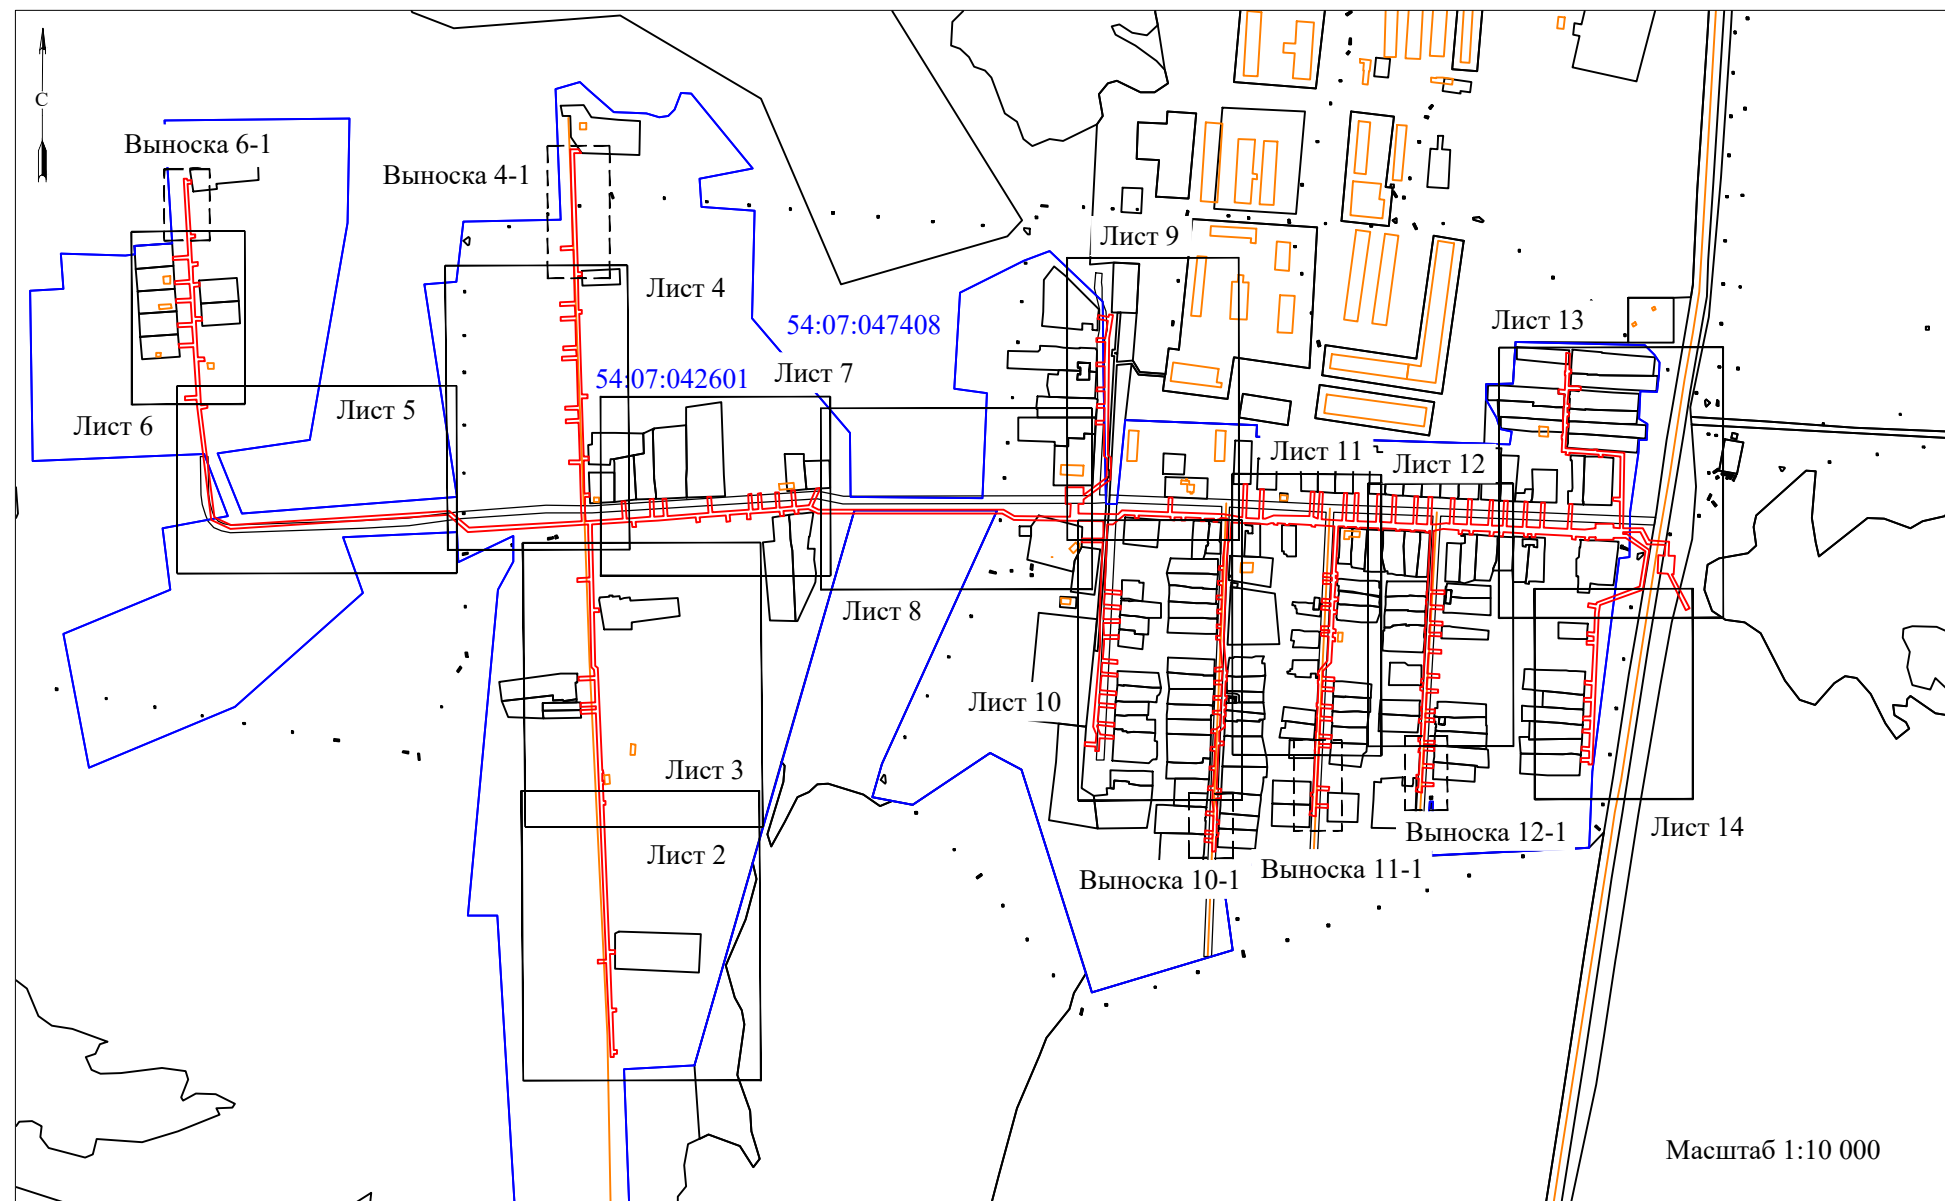 С
Выноска 6-1
Выноска 4-1
Лист 9
Лист 4
54:07:047408
Лист 13
Лист 7
54:07:042601
Лист 5
Лист 6
Лист 11
Лист 12
Лист 8
Лист 10
Лист 3
Лист 14
Выноска 12-1
Лист 2
Выноска 11-1
Выноска 10-1
Масштаб 1:10 000